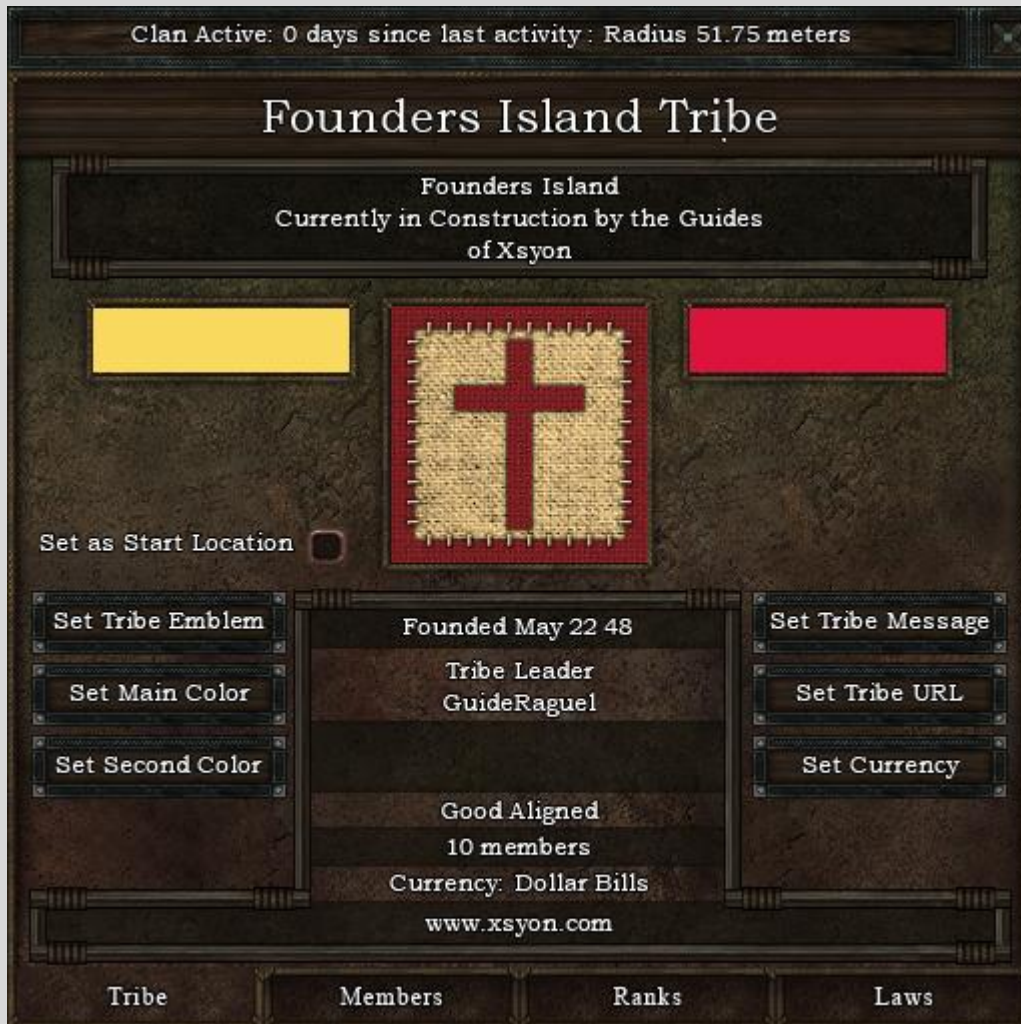 Clan Active: 0 days since last activity : Radius 51.75 meters
Founders Island Tribe
Founders Island
Currently in Construction by the Guides
of Xsyon
Set as Start Location
Set Tribe Emblem
Founded May 22 48
Set Tribe Message
Tribe Leader
GuideRaguel
Set Main Color
Set Tribe URL
Set Second Color
Set Currency
Good Aligned
10 members
Currency: Dollar Bills
www.xsyon.com
Tribe
Members
Ranks
Laws